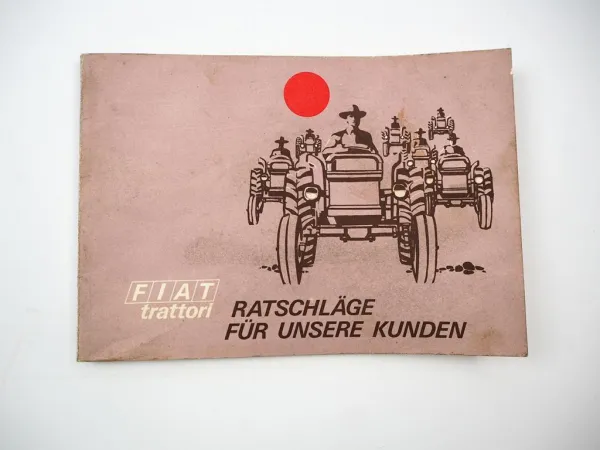 FIAT
trattori
RATSCHLÄGE
FÜR UNSERE KUNDEN